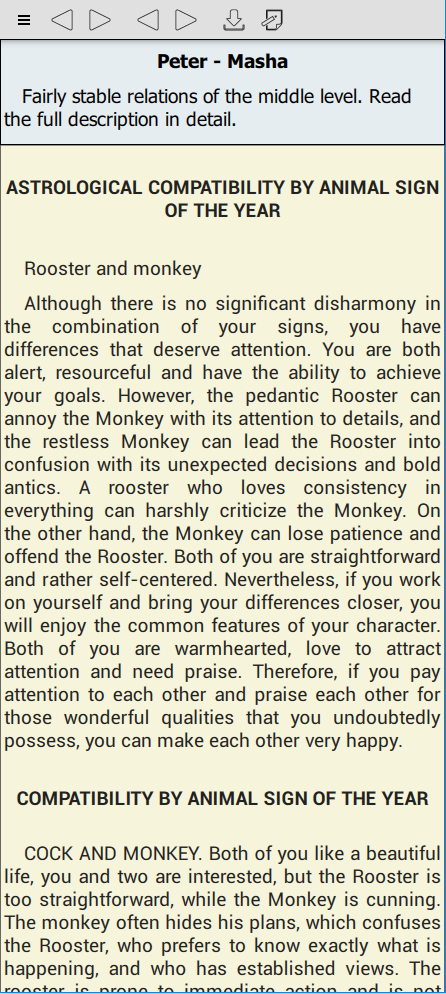 Peter - Masha
Fairly stable relations of the middle level. Read
the full description in detail.
ASTROLOGICAL COMPATIBILITY BY ANIMAL SIGN
OF THE YEAR
Rooster and monkey
Although there is no significant disharmony in
the combination of your signs, you have
differences that deserve attention. You are both
alert, resourceful and have the ability to achieve
your goals. However, the pedantic Rooster can
annoy the Monkey with its attention to details, and
the restless Monkey can lead the Rooster into
confusion with its unexpected decisions and bold
antics. A rooster who loves consistency in
everything can harshly criticize the Monkey. On
the other hand, the Monkey can lose patience and
offend the Rooster. Both of you are straightforward
and rather self-centered. Nevertheless, if you work
on yourself and bring your differences closer, you
will enjoy the common features of your character.
Both of you are warmhearted, love to attract
attention and need praise. Therefore, if you pay
attention to each other and praise each other for
those wonderful qualities that you undoubtedly
possess, you can make each other very happy.
COMPATIBILITY BY ANIMAL SIGN OF THE YEAR
COCK AND MONKEY. Both of you like a beautiful
life, you and two are interested, but the Rooster is
too straightforward, while the Monkey is cunning.
The monkey often hides his plans, which confuses
the Rooster, who prefers to know exactly what is
happening, and who has established views. The
rooster is prone to immediate action and is not